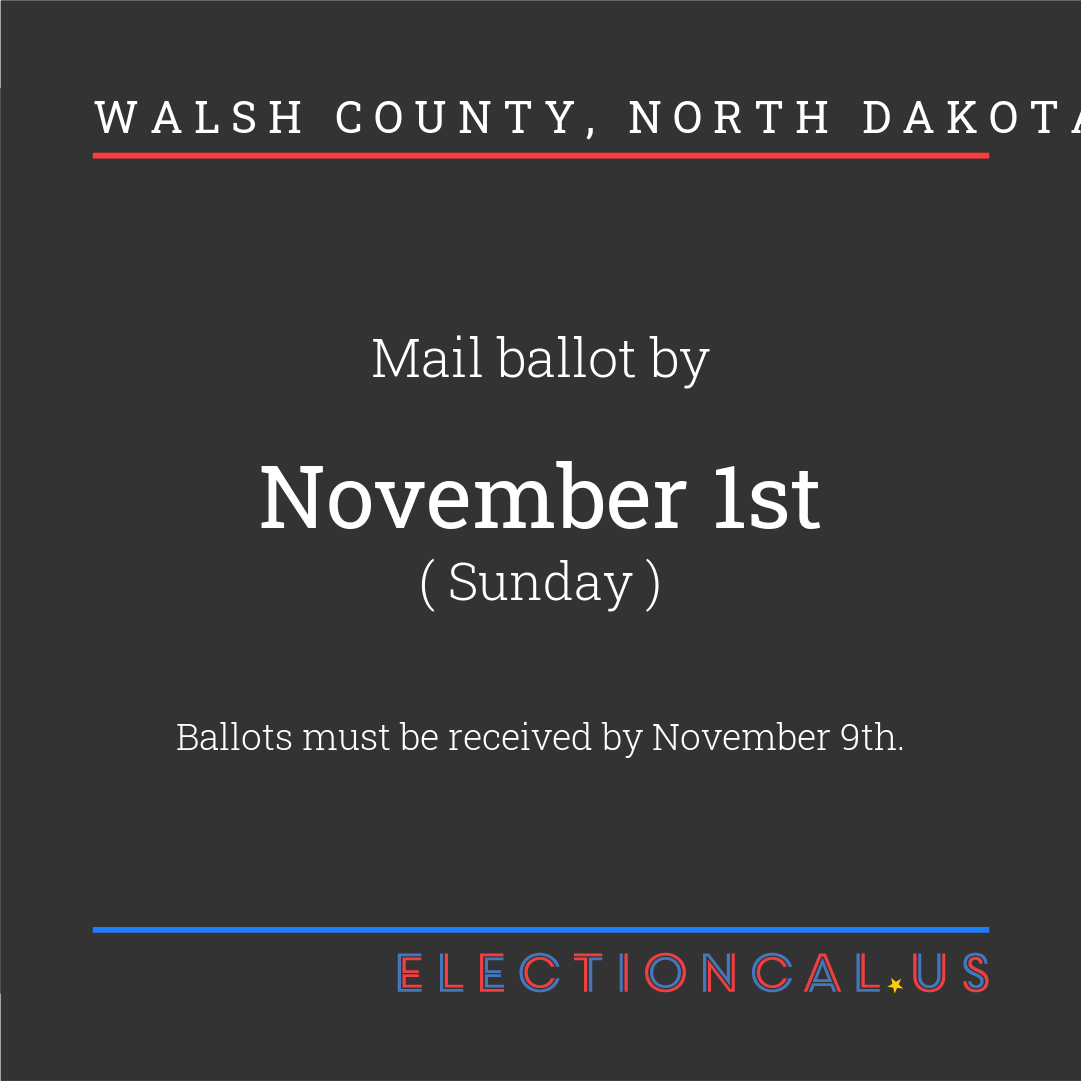 WALSH COUNTY, NORTH DAKOTA
Mail ballot by
November 1st
( Sunday )
Ballots must be received by November 9th.
ELECTIONCAL.US